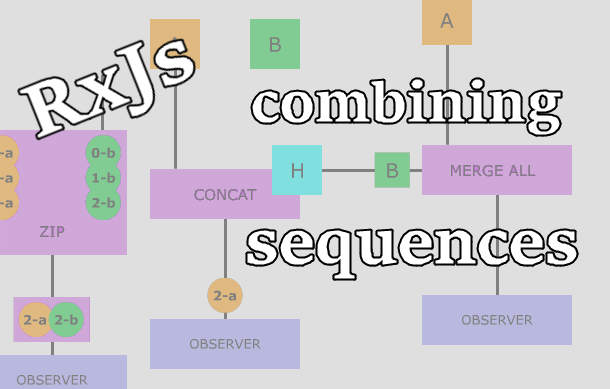 A
B
RxJs
combining
-a
0-b
-a
1-b
-a
2-b
ZIP
CONCAT
H
B
MERGE ALL
sequences
2-a
2-a
2-b
OBSERVER
OBSERVER
OBSERVER